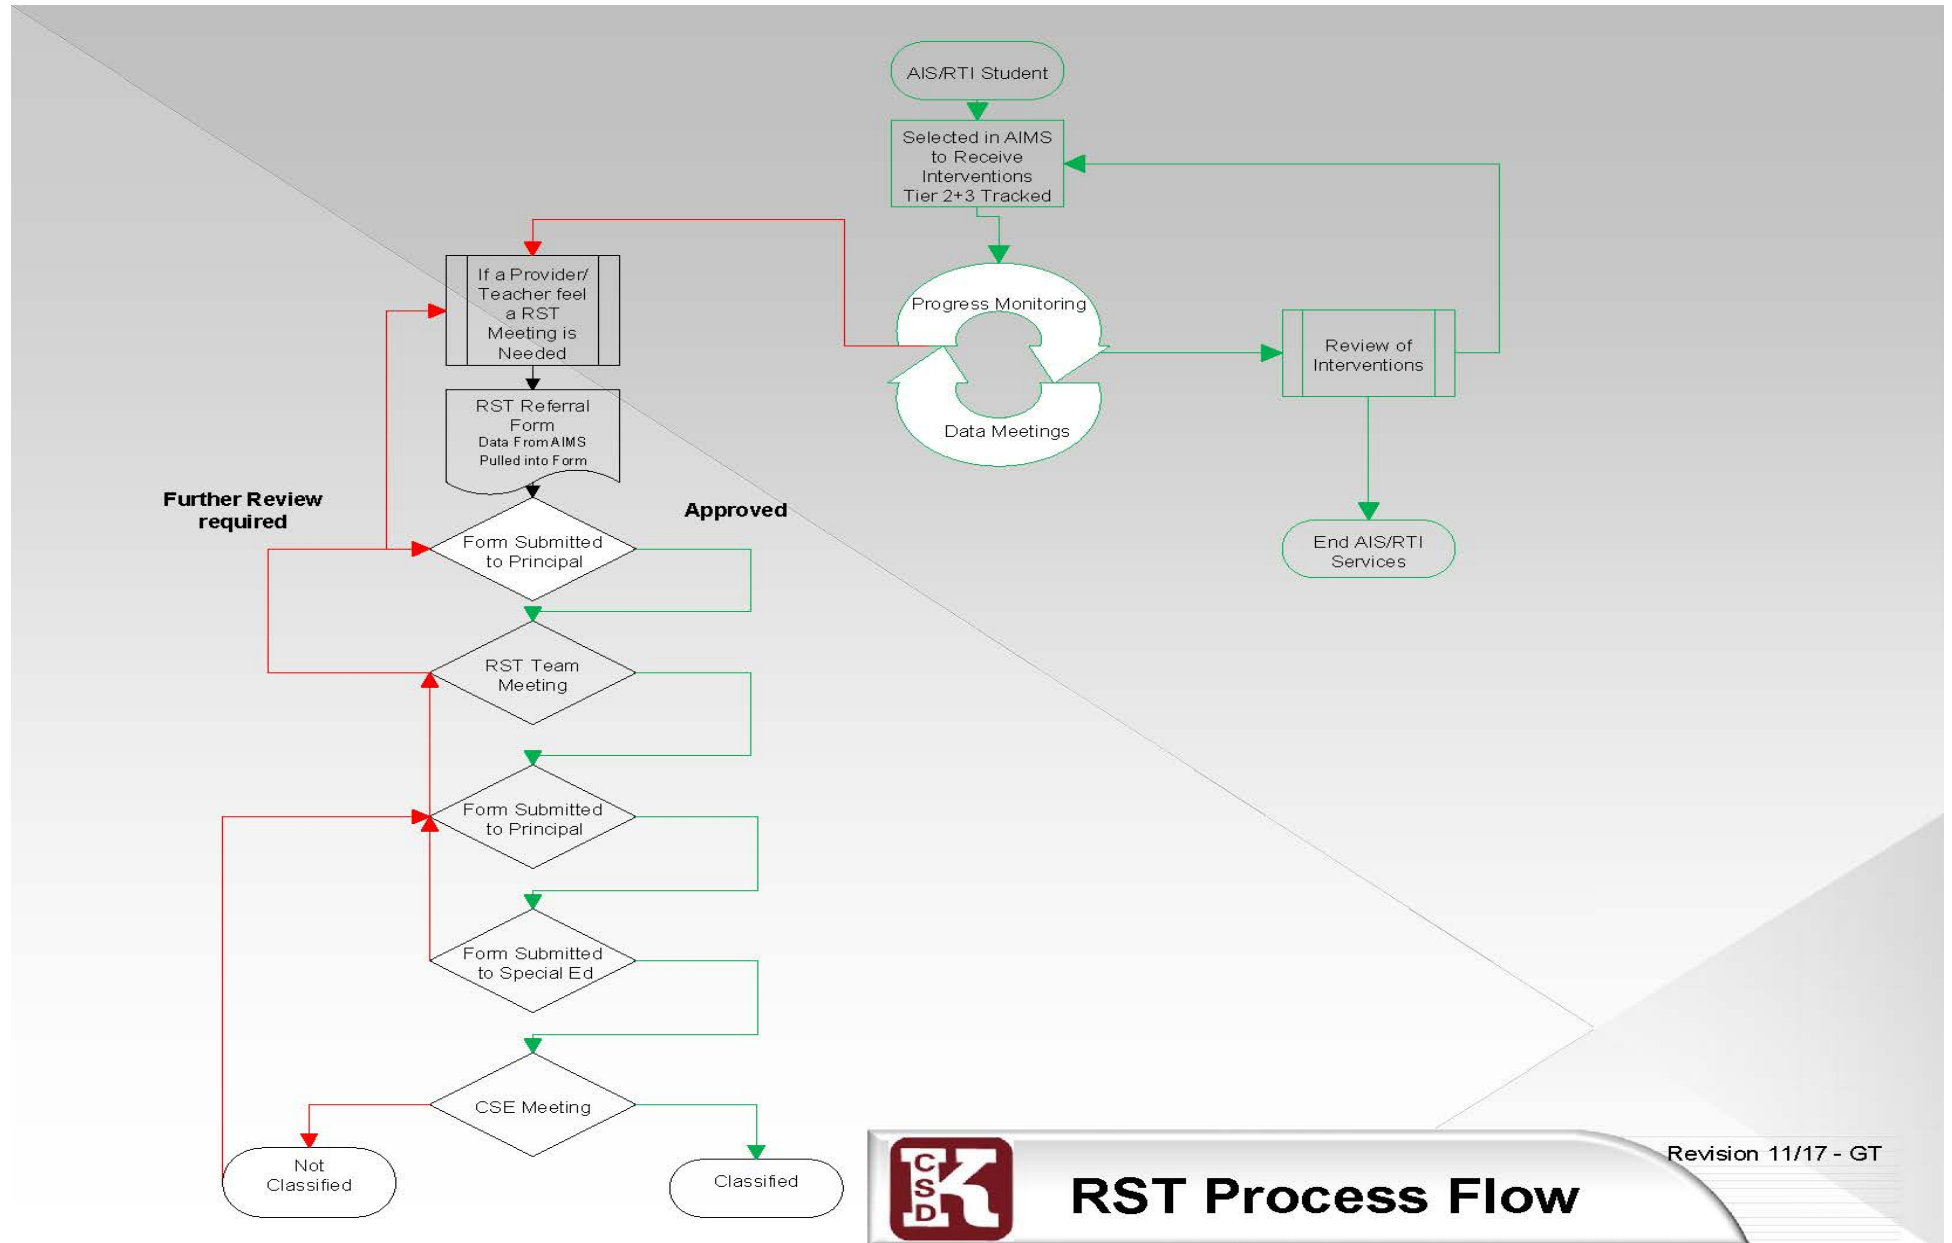 AIS/RTI Student
Selected in AIMS
to Receive
Interventions
Tier 2+3 Tracked
If a Provider/
Teacher feel
a RST
Meeting is
Needed
Progress Monitoring
Data Meetings
Review of
Interventions
End AIS/RTI
Services
RST Referral
Form
Data From AIMS
Pulled into Form
Further Review
required
Approved
Form Submitted
to Principal
RST Team
Meeting
Form Submitted
to Principal
Form Submitted
to Special Ed
CSE Meeting
Not
Classified
Classified
CSD
K
RST Process Flow
Revision 11/17 - GT